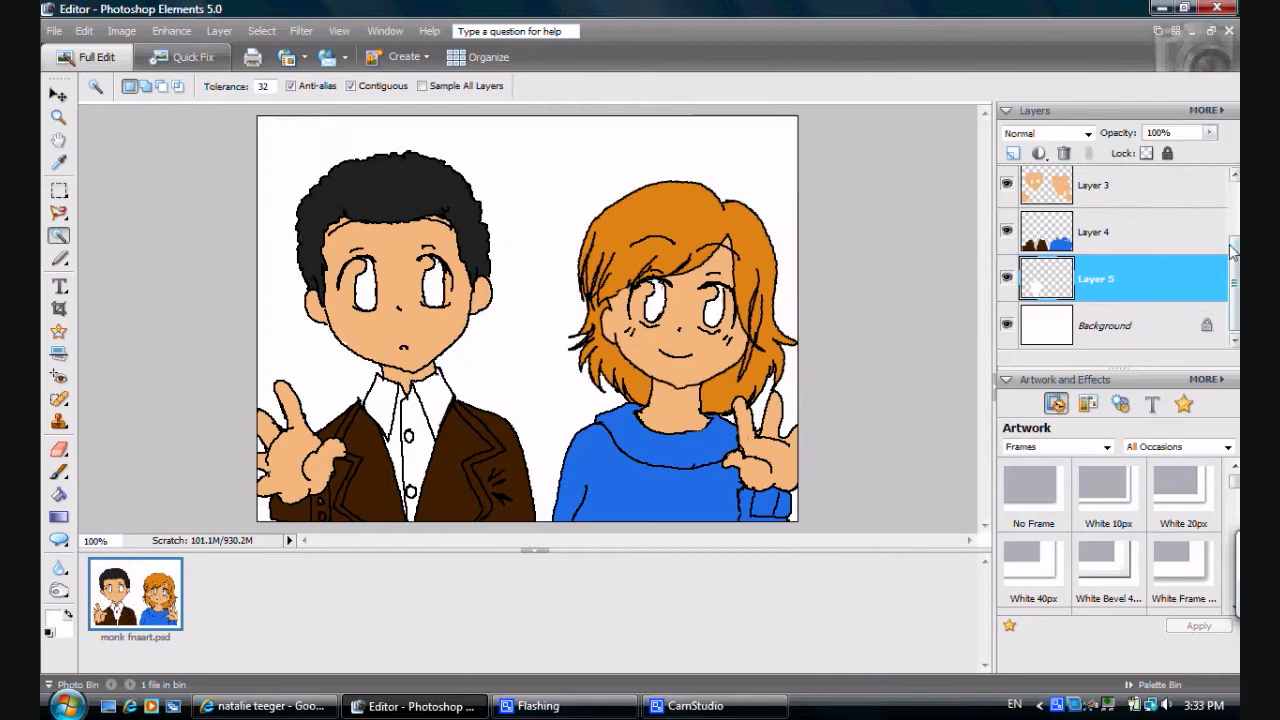 Editor - Photoshop Elements 5.0
File Edit Image Enhance Layer Select Filter View Window Help Type a question for help
Full Edit Quick Fix Create Organize
Tolerance: 32 Anti-alias Contiguous Sample All Layers
Layers MORE
Normal Opacity: 100%
Lock:
Layer 3
Layer 4
Layer 5
Background
Artwork and Effects MORE
Artwork
Frames All Occasions
No Frame White 10px White 20px
White 40px White Bevel 4... White Frame ...
Apply
100% Scratch: 101.1M/930.2M
monk fnaart.psd
Photo Bin 1 file in bin Palette Bin
natalie teeger - Goo... Editor - Photoshop ... Flashing CamStudio EN 3:33 PM